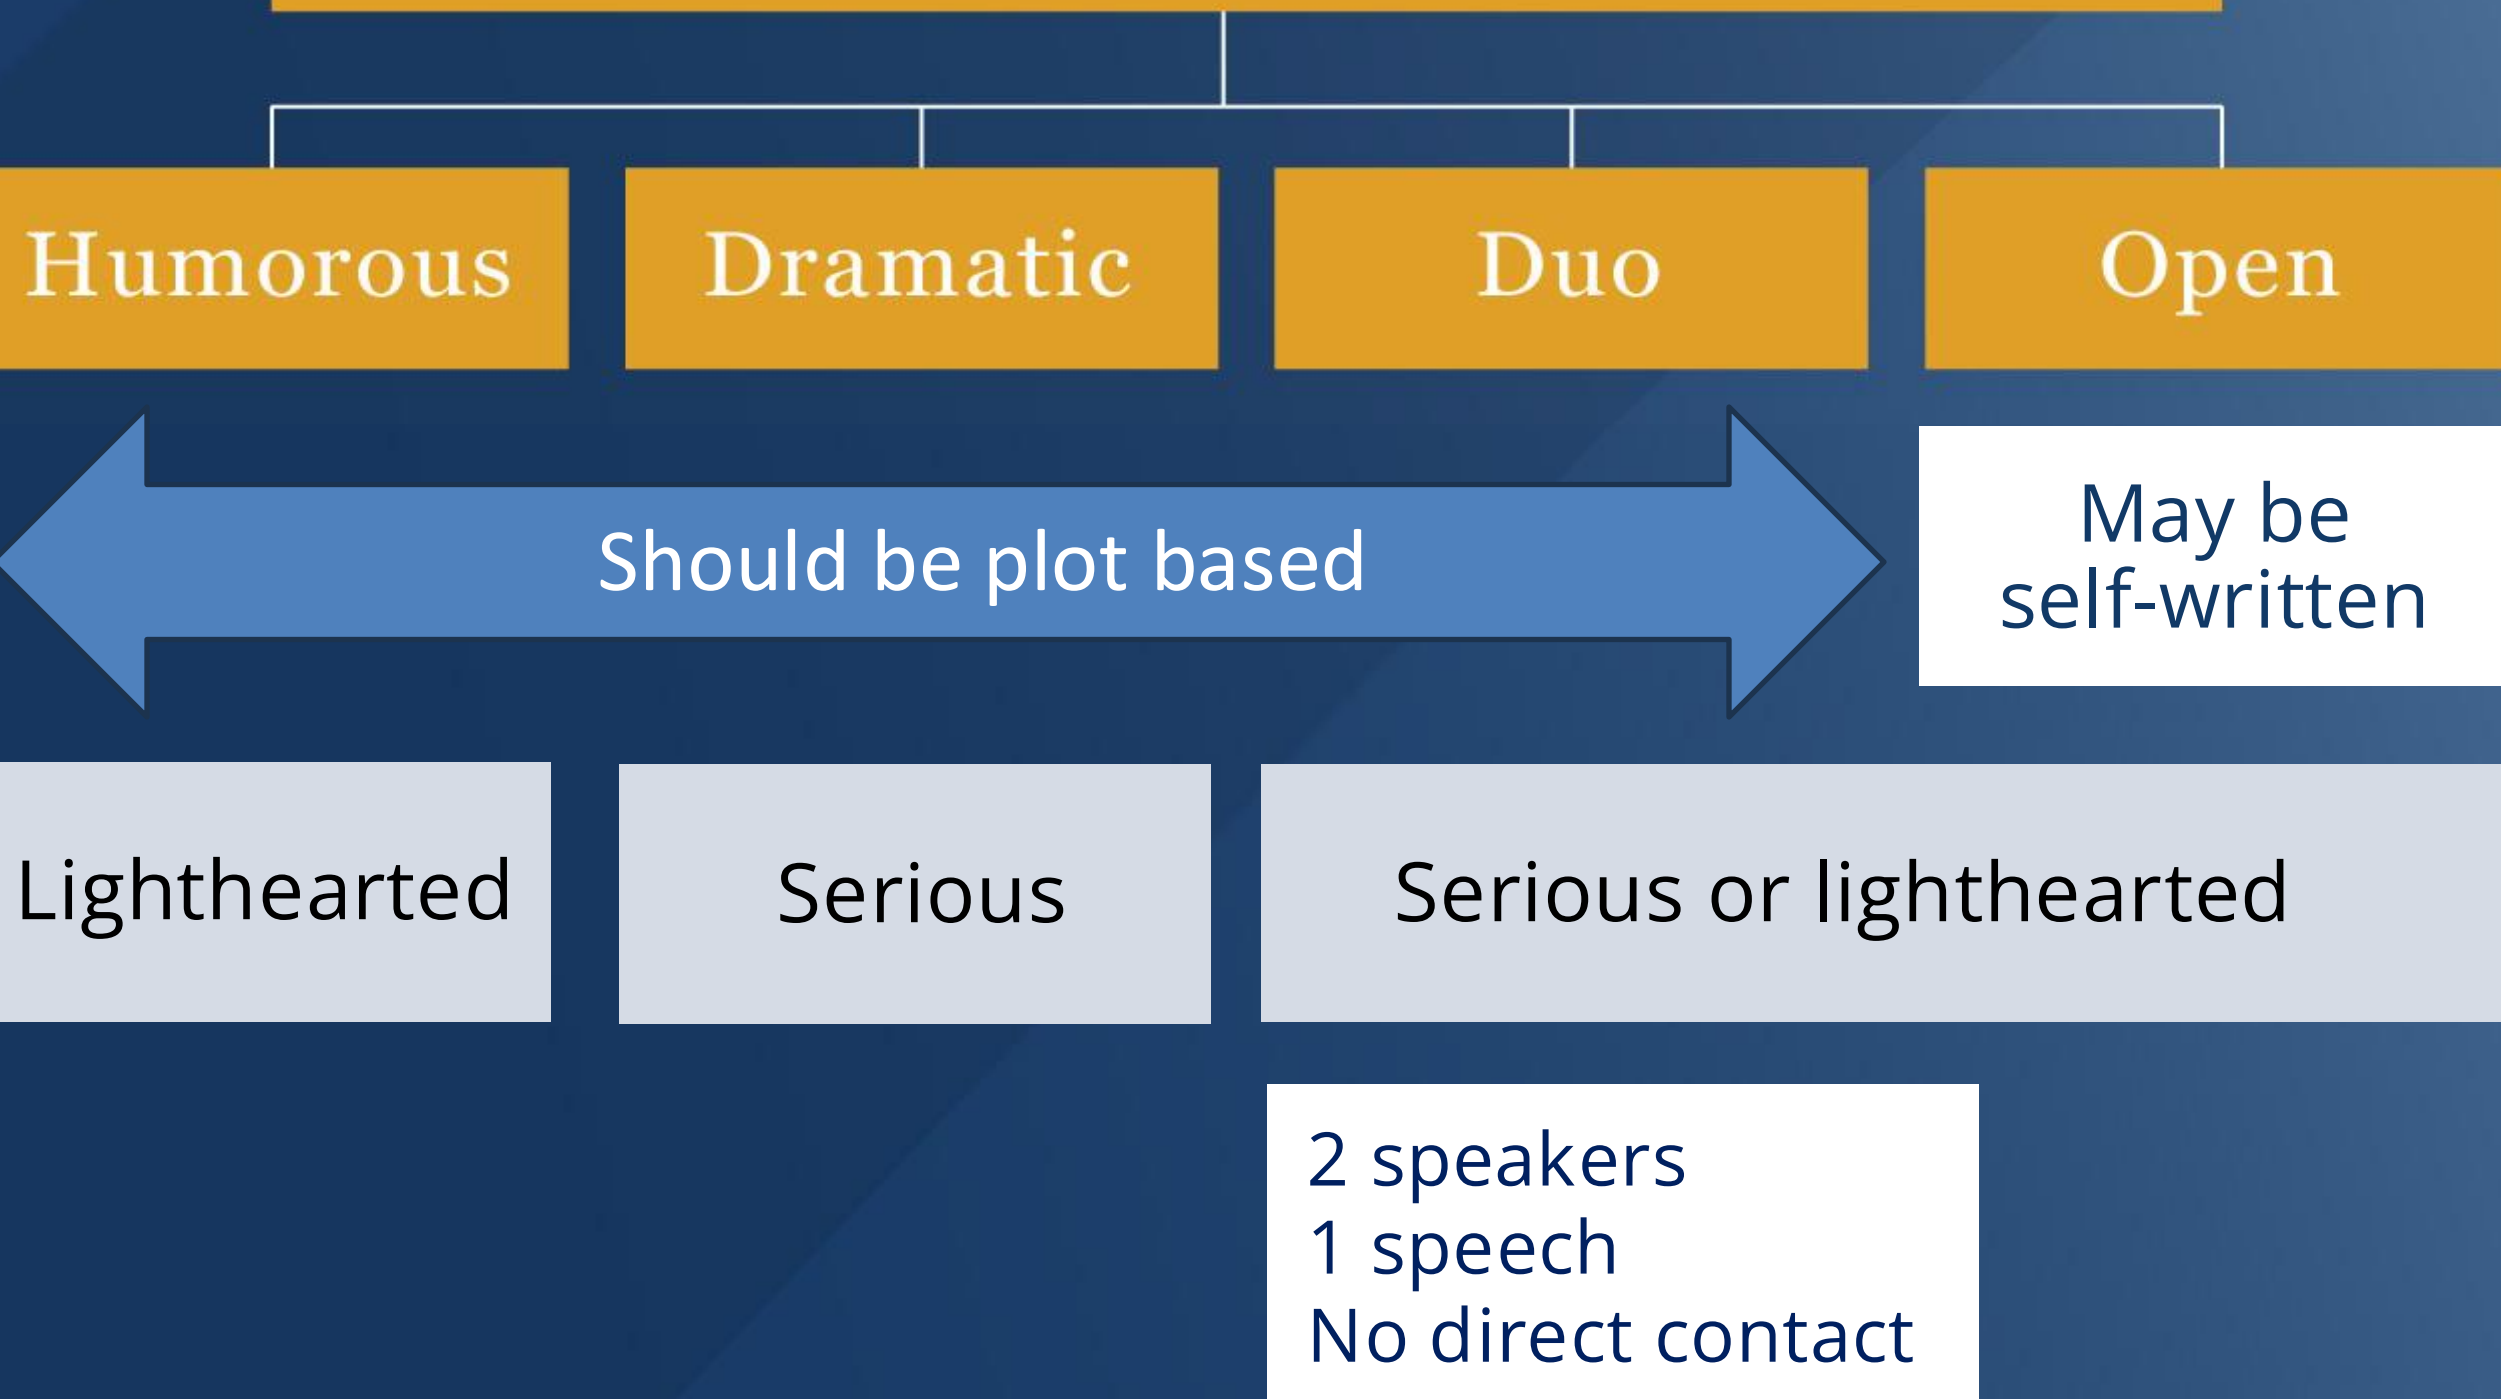 Humorous
Dramatic
Duo
Open
Should be plot based
May be
self-written
Lighthearted
Serious
Serious or lighthearted
2 speakers
1 speech
No direct contact